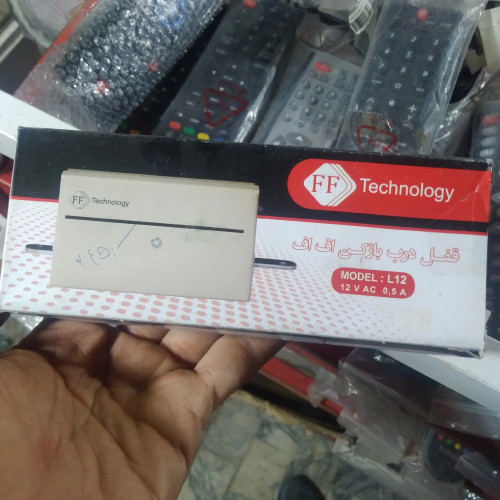 FF Technology
FF Technology
قفل درب بازکن اف اف
MODEL : L12
12 V AC 0,5 A